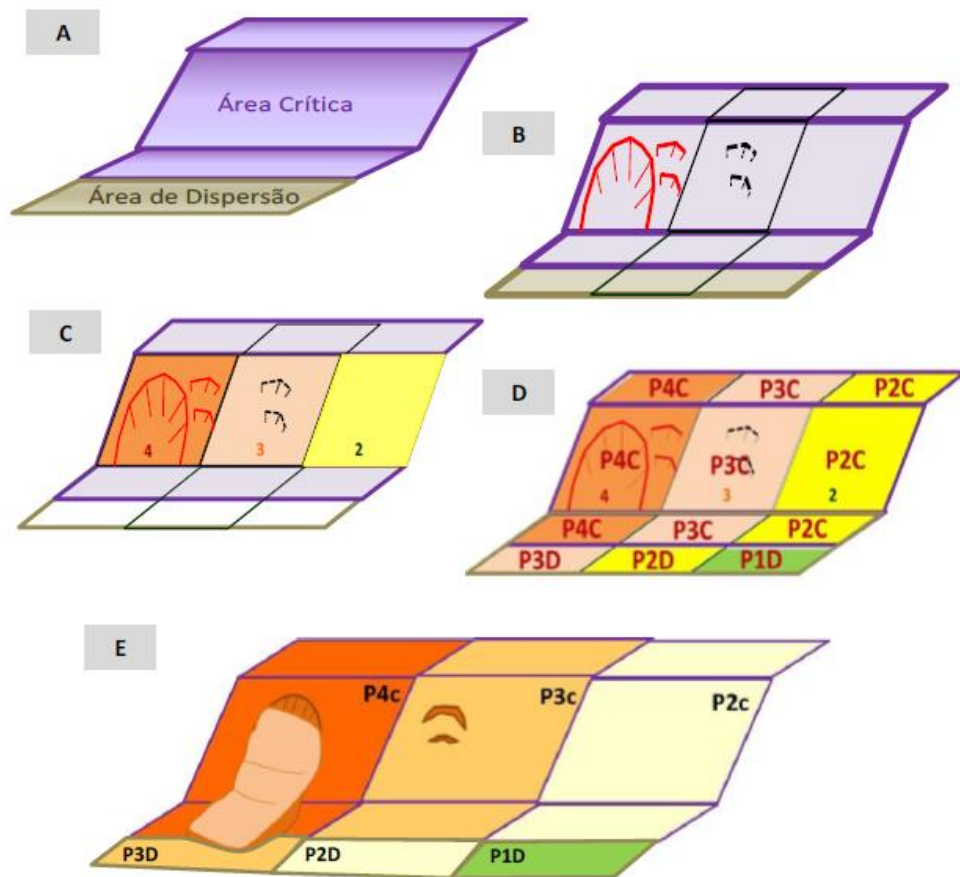 A
Área Crítica
Área de Dispersão
B
C
4
3
2
D
P4C P3C P2C
P4C P3C P2C
4 3 2
P4C P3C P2C
P3D P2D P1D
E
P4c P3c P2c
P3D P2D P1D